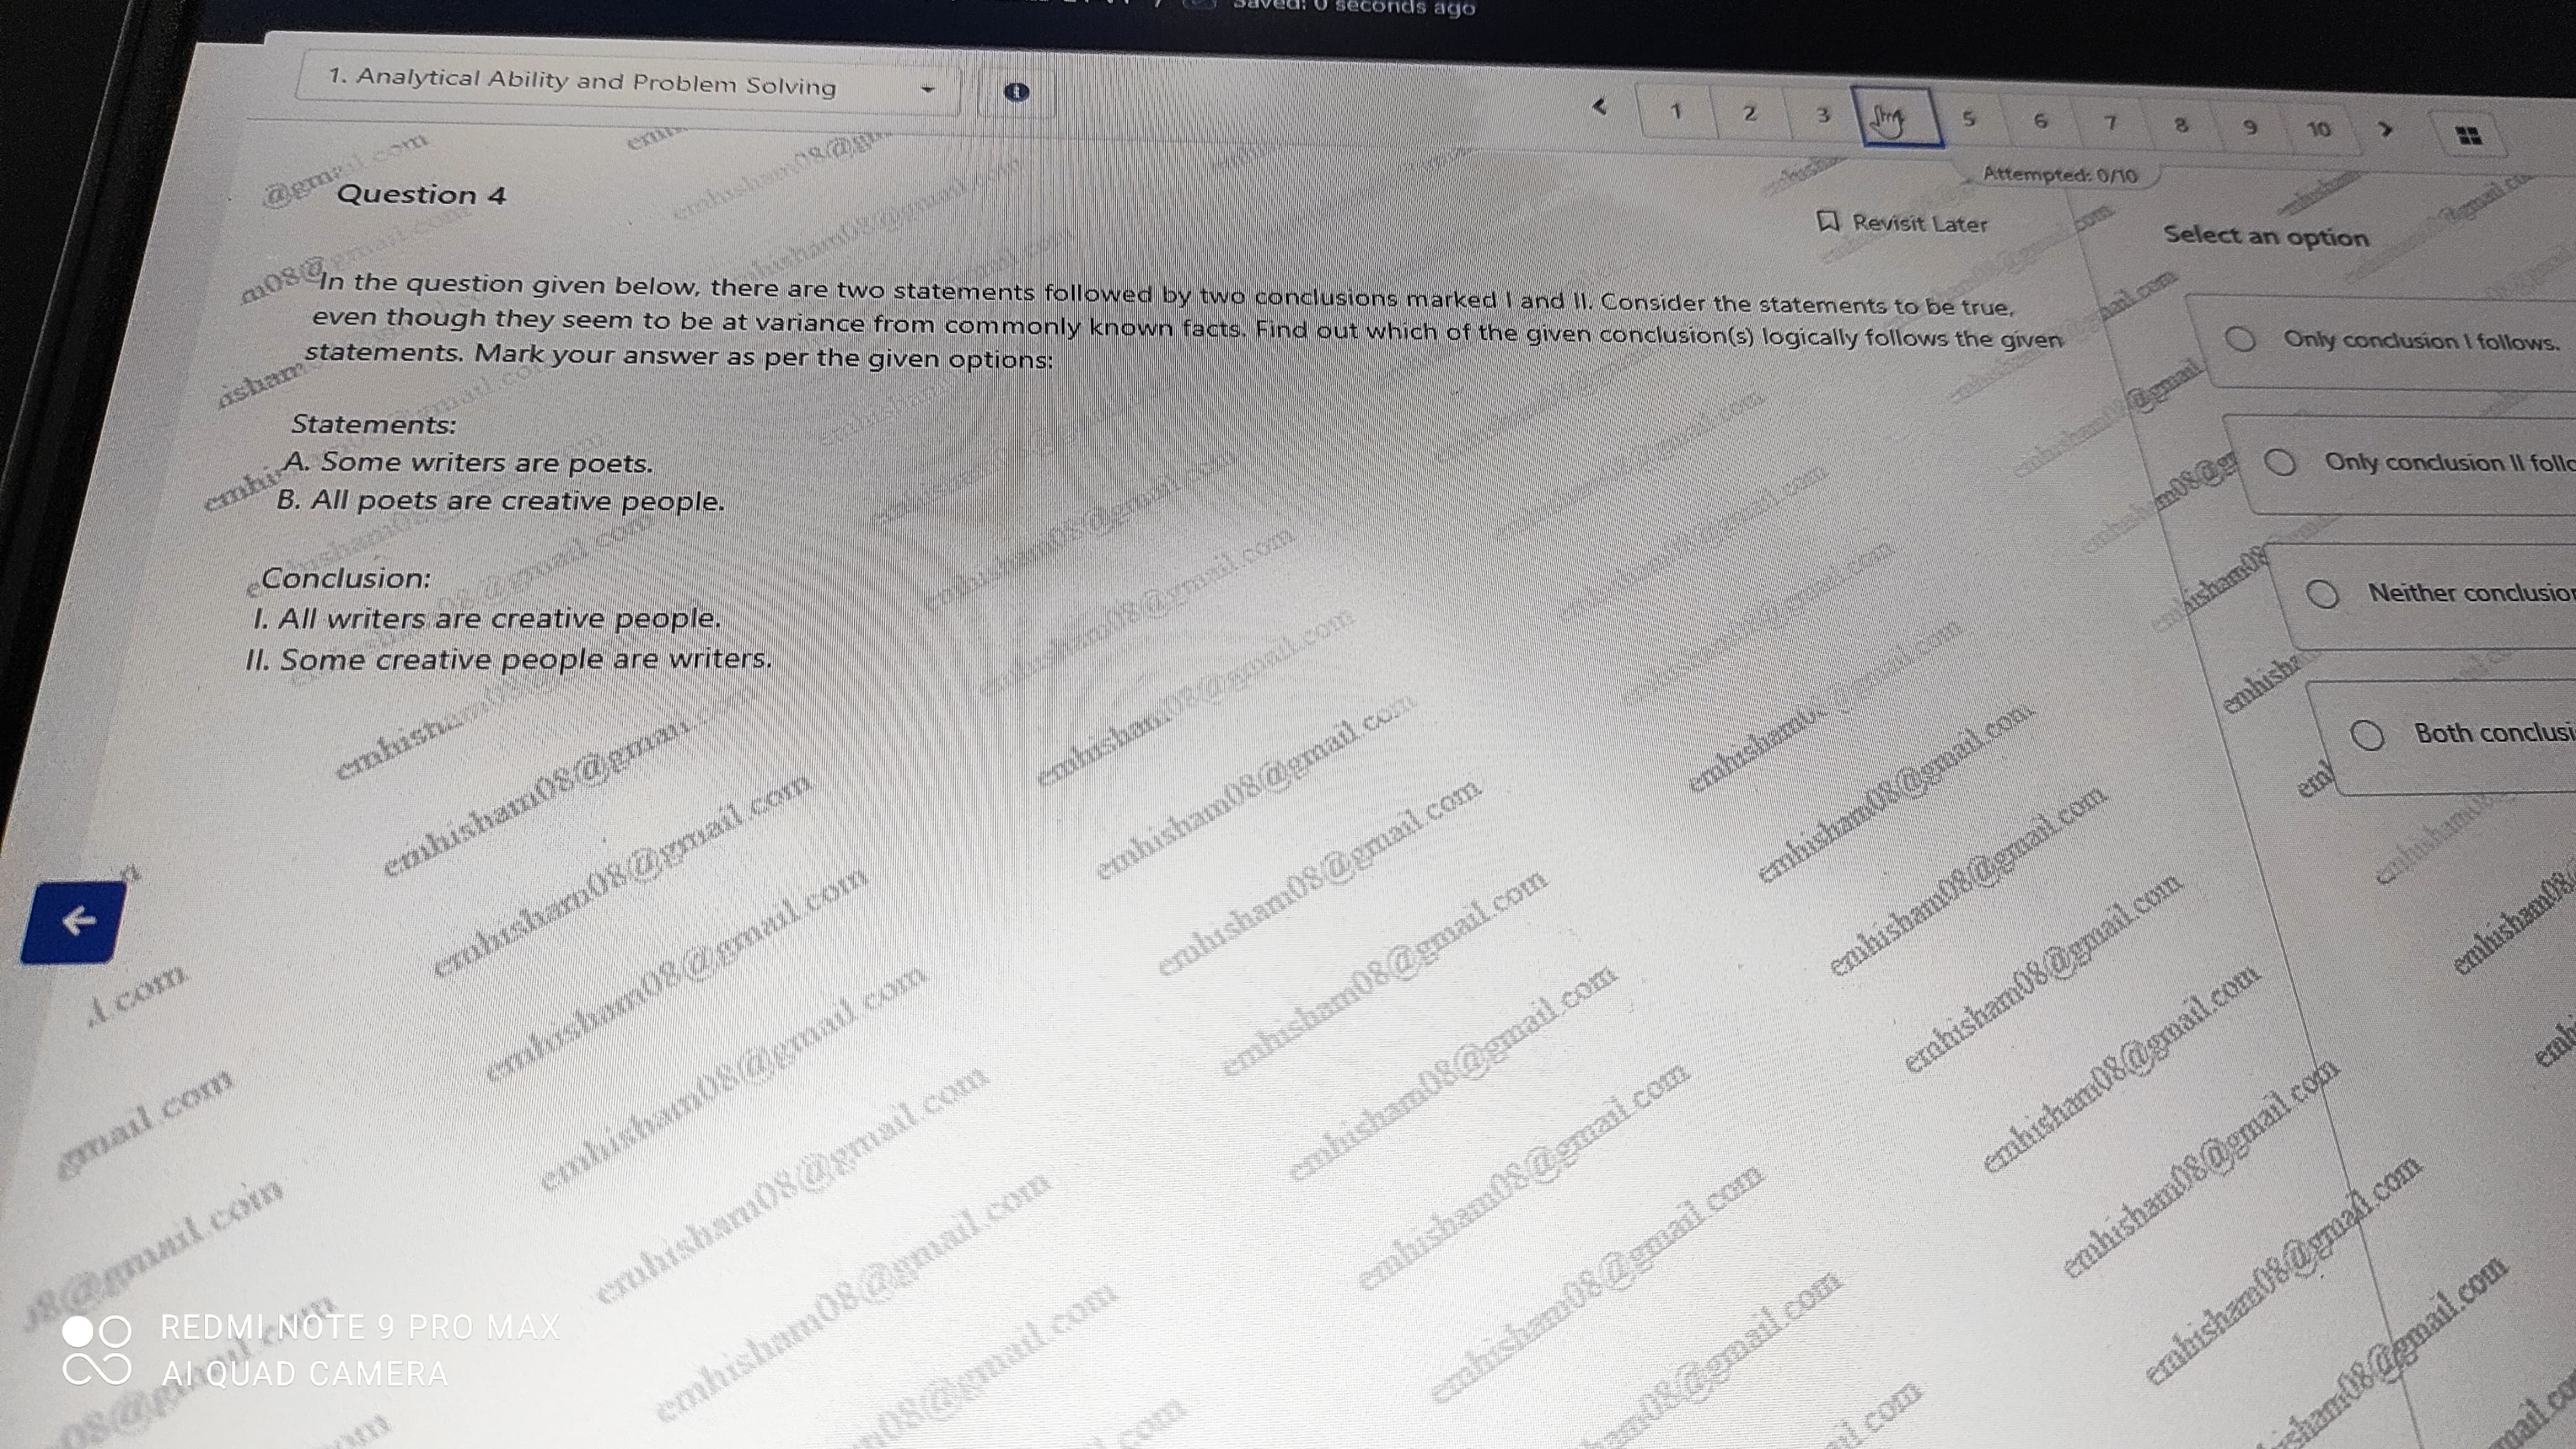 Saved: 0 seconds ago
1. Analytical Ability and Problem Solving
1 2 3 5 6 7 8 9 10
Attempted: 0/10
Question 4
Revisit Later
In the question given below, there are two statements followed by two conclusions marked I and II. Consider the statements to be true,
even though they seem to be at variance from commonly known facts. Find out which of the given conclusion(s) logically follows the given
statements. Mark your answer as per the given options:
Statements:
A. Some writers are poets.
B. All poets are creative people.
Conclusion:
I. All writers are creative people.
II. Some creative people are writers.
Select an option
Only conclusion I follows.
Only conclusion II
Neither
Both
emhisham08@gmail.com
REDMI NOTE 9 PRO MAX
AI QUAD CAMERA